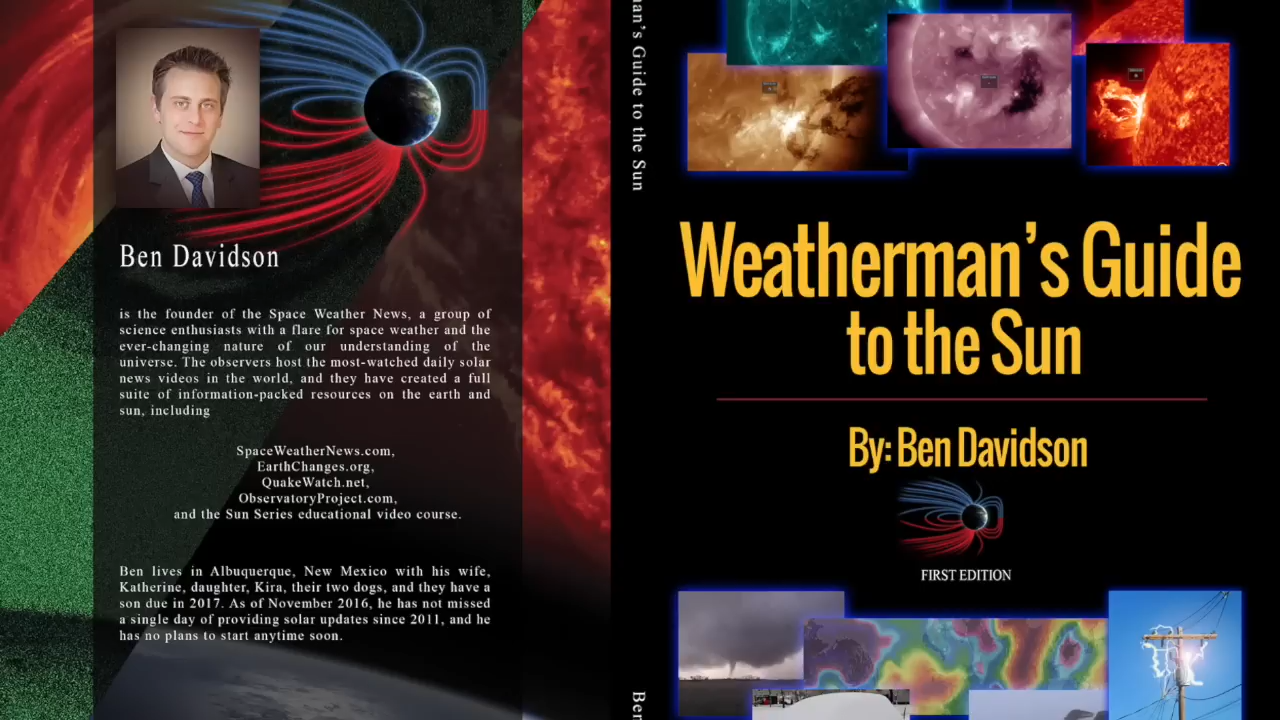 Ben Davidson
is the founder of the Space Weather News, a group of
science enthusiasts with a flare for space weather and the
ever-changing nature of our understanding of the
universe. The observers host the most-watched daily solar
news videos in the world, and they have created a full
suite of information-packed resources on the earth and
sun, including
SpaceWeatherNews.com,
EarthChanges.org,
QuakeWatch.net,
ObservatoryProject.com,
and the Sun Series educational video course.
Ben lives in Albuquerque, New Mexico with his wife,
Katherine, daughter, Kira, their two dogs, and they have a
son due in 2017. As of November 2016, he has not missed
a single day of providing solar updates since 2011, and he
has no plans to start anytime soon.
man's Guide to the Sun
Ber
Weatherman's Guide
to the Sun
By: Ben Davidson
FIRST EDITION